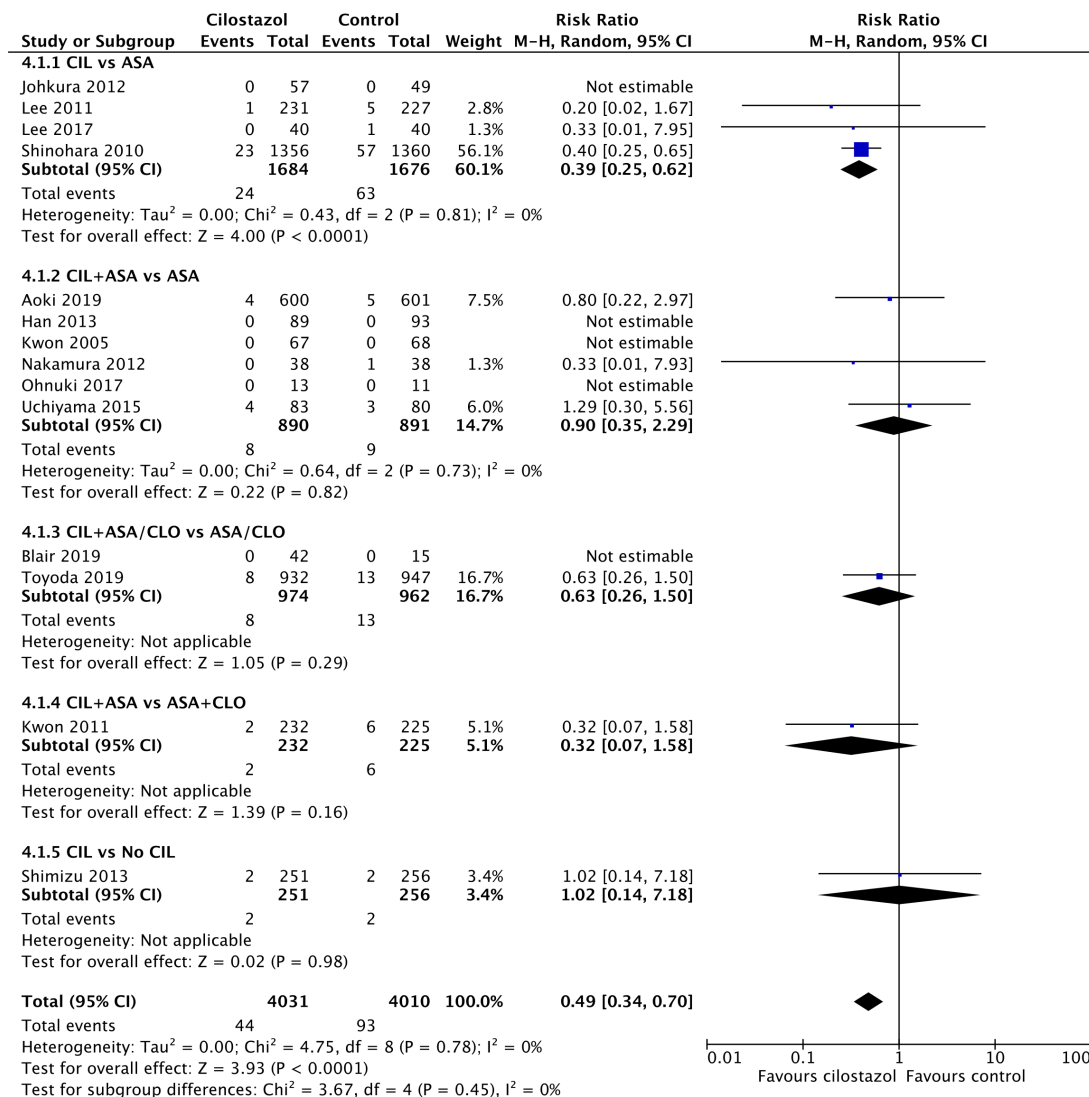 Cilostazol Control Risk Ratio Risk Ratio
Study or Subgroup Events Total Events Total Weight M-H, Random, 95% CI M-H, Random, 95% CI
4.1.1 CIL vs ASA
Johkura 2012 0 57 0 49 Not estimable
Lee 2011 1 231 5 227 2.8% 0.20 [0.02, 1.67]
Lee 2017 0 40 1 40 1.3% 0.33 [0.01, 7.95]
Shinohara 2010 23 1356 57 1360 56.1% 0.40 [0.25, 0.65]
Subtotal (95% CI) 1684 1676 60.1% 0.39 [0.25, 0.62]
Total events 24 63
Heterogeneity: Tau² = 0.00; Chi² = 0.43, df = 2 (P = 0.81); I² = 0%
Test for overall effect: Z = 4.00 (P < 0.0001)
4.1.2 CIL+ASA vs ASA
Aoki 2019 4 600 5 601 7.5% 0.80 [0.22, 2.97]
Han 2013 0 89 0 93 Not estimable
Kwon 2005 0 67 0 68 Not estimable
Nakamura 2012 0 38 1 38 1.3% 0.33 [0.01, 7.93]
Ohnuki 2017 0 13 0 11 Not estimable
Uchiyama 2015 4 83 3 80 6.0% 1.29 [0.30, 5.56]
Subtotal (95% CI) 890 891 14.7% 0.90 [0.35, 2.29]
Total events 8 9
Heterogeneity: Tau² = 0.00; Chi² = 0.64, df = 2 (P = 0.73); I² = 0%
Test for overall effect: Z = 0.22 (P = 0.82)
4.1.3 CIL+ASA/CLO vs ASA/CLO
Blair 2019 0 42 0 15 Not estimable
Toyoda 2019 8 932 13 947 16.7% 0.63 [0.26, 1.50]
Subtotal (95% CI) 974 962 16.7% 0.63 [0.26, 1.50]
Total events 8 13
Heterogeneity: Not applicable
Test for overall effect: Z = 1.05 (P = 0.29)
4.1.4 CIL+ASA vs ASA+CLO
Kwon 2011 2 232 6 225 5.1% 0.32 [0.07, 1.58]
Subtotal (95% CI) 232 225 5.1% 0.32 [0.07, 1.58]
Total events 2 6
Heterogeneity: Not applicable
Test for overall effect: Z = 1.39 (P = 0.16)
4.1.5 CIL vs No CIL
Shimizu 2013 2 251 2 256 3.4% 1.02 [0.14, 7.18]
Subtotal (95% CI) 251 256 3.4% 1.02 [0.14, 7.18]
Total events 2 2
Heterogeneity: Not applicable
Test for overall effect: Z = 0.02 (P = 0.98)
Total (95% CI) 4031 4010 100.0% 0.49 [0.34, 0.70]
Total events 44 93
Heterogeneity: Tau² = 0.00; Chi² = 4.75, df = 8 (P = 0.78); I² = 0%
Test for overall effect: Z = 3.93 (P < 0.0001)
Test for subgroup differences: Chi² = 3.67, df = 4 (P = 0.45), I² = 0%
0.01 0.1 1 10 100
Favours cilostazol Favours control